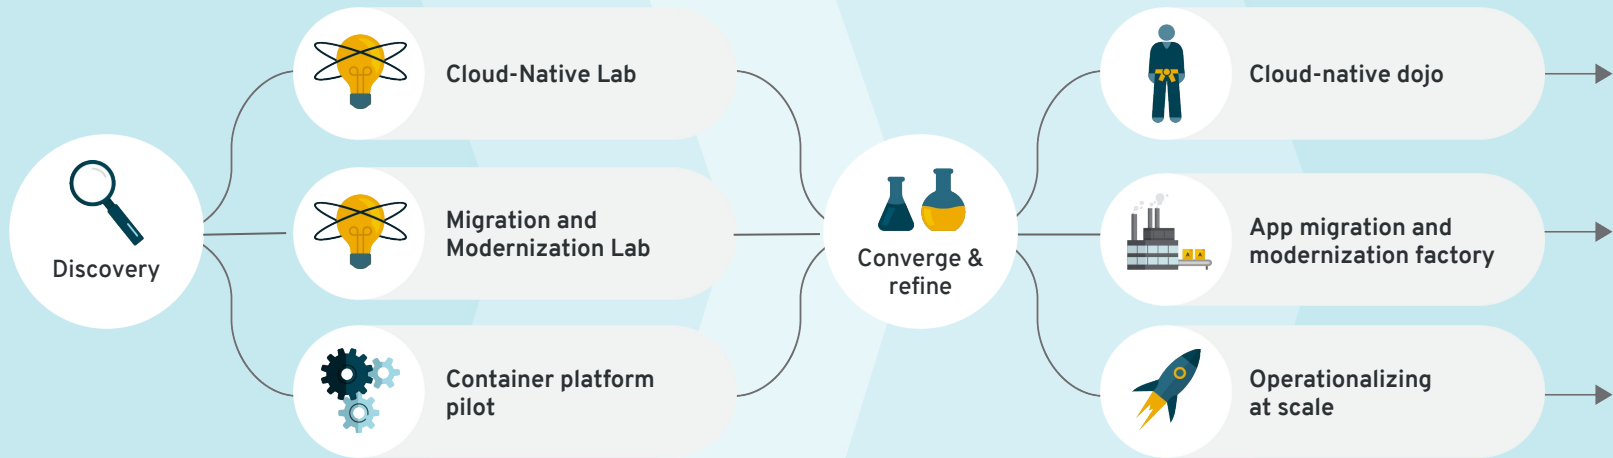 Discovery
Cloud-Native Lab
Migration and
Modernization Lab
Container platform
pilot
Converge &
refine
Cloud-native dojo
App migration and
modernization factory
Operationalizing
at scale